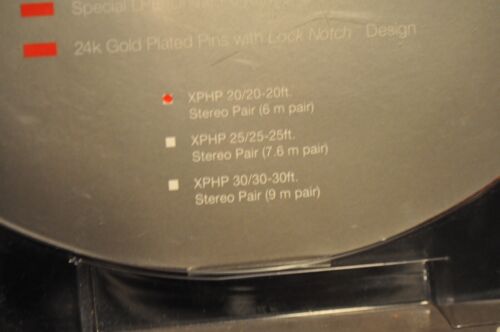 Special
24k Gold Plated Pins with Lock Notch Design
XPHP 20/20-20ft.
Stereo Pair (6 m pair)
XPHP 25/25-25ft.
Stereo Pair (7.6 m pair)
XPHP 30/30-30ft.
Stereo Pair (9 m pair)